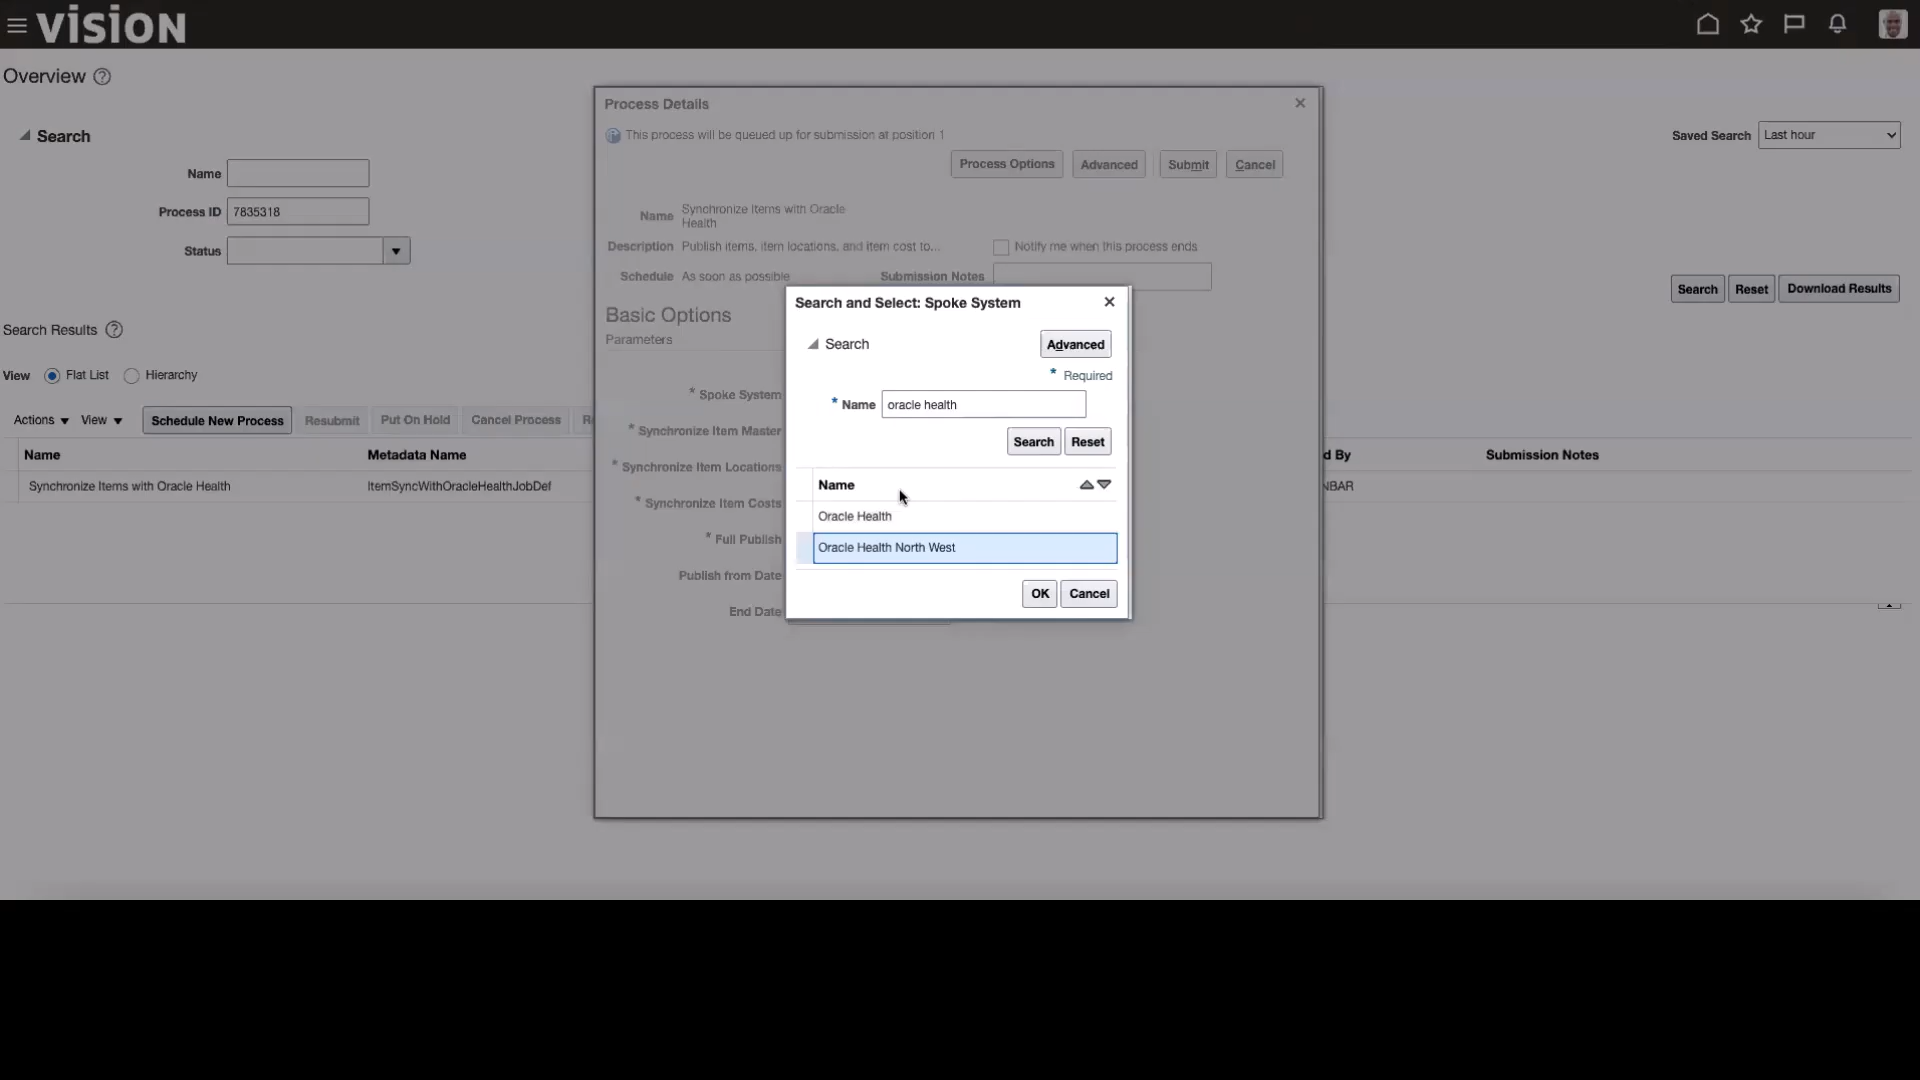 VISION
Overview
Search
Saved Search Last hour
Name
Process ID 7835318
Status
Search Reset Download Results
Search Results
View Flat List Hierarchy
Actions View Schedule New Process Resubmit Put On Hold Cancel Process
Name Metadata Name d By Submission Notes
Synchronize Items with Oracle Health ItemSyncWithOracleHealthJobDef NBAR
Process Details
This process will be queued up for submission at position 1
Process Options Advanced Submit Cancel
Name Synchronize Items with Oracle
Health
Description Publish items, item locations, and item cost to... Notify me when this process ends
Schedule As soon as possible Submission Notes
Basic Options
Parameters
* Spoke System
* Synchronize Item Master
* Synchronize Item Locations
* Synchronize Item Costs
* Full Publish
Publish from Date
End Date
Search and Select: Spoke System
Search Advanced
* Required
* Name oracle health
Search Reset
Name
Oracle Health
Oracle Health North West
OK Cancel